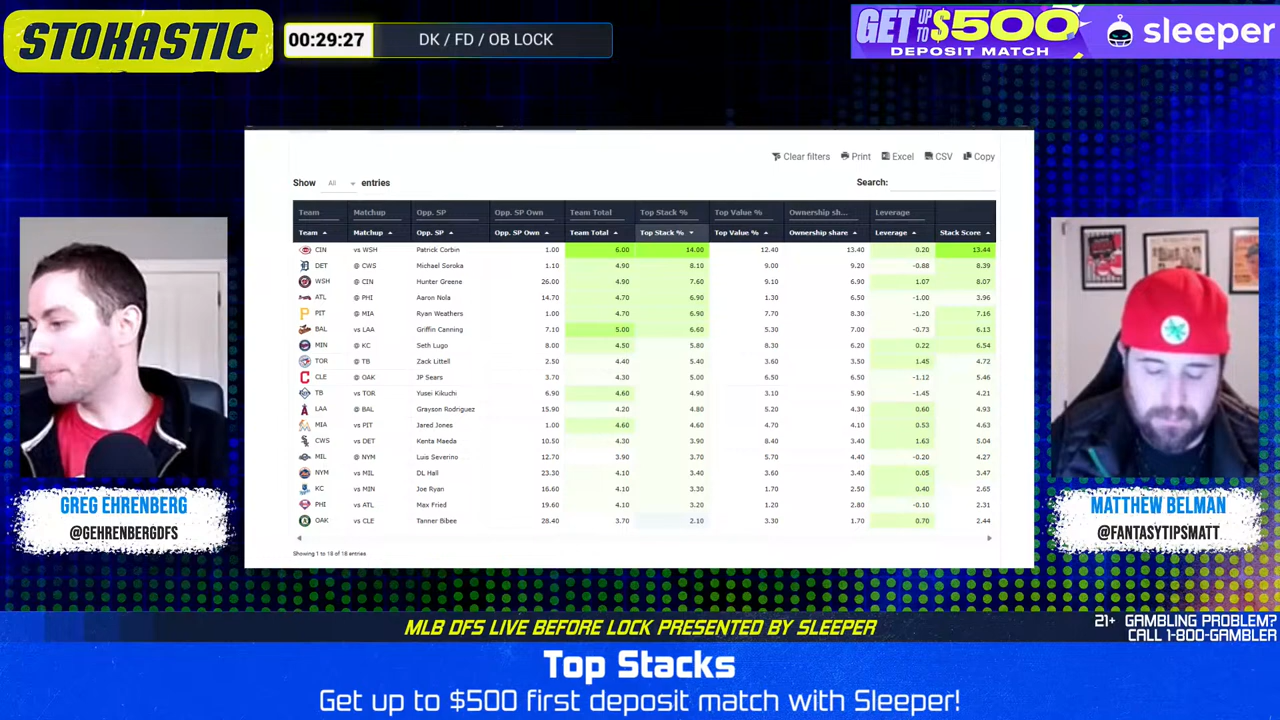 STOKASTIC
00:29:27
DK / FD / OB LOCK
GET UP TO $500
DEPOSIT MATCH
sleeper
Clear filters Print Excel CSV Copy
Show All entries
Search:
Team Matchup Opp. SP Opp. SP Own Team Total Top Stack % Top Value % Ownership sh... Leverage
Team Matchup Opp. SP Opp. SP Own Team Total Top Stack % Top Value % Ownership share Leverage Stack Score
CIN vs WSH Patrick Corbin 1.00 6.00 14.00 12.40 13.40 0.20 13.44
DET @ CWS Michael Soroka 1.10 4.90 8.10 9.00 9.20 -0.88 8.39
WSH @ CIN Hunter Greene 26.00 4.90 7.60 9.10 6.90 1.07 8.07
ATL @ PHI Aaron Nola 14.70 4.70 6.90 1.30 6.50 -1.00 3.96
PIT @ MIA Ryan Weathers 1.00 4.70 6.90 7.70 8.30 -1.20 7.16
BAL vs LAA Griffin Canning 7.10 5.00 6.60 5.30 7.00 -0.73 6.13
MIN @ KC Seth Lugo 8.00 4.50 5.80 8.30 6.20 0.22 6.54
TOR @ TB Zack Littell 2.50 4.40 5.40 3.60 3.50 1.45 4.72
CLE @ OAK JP Sears 3.70 4.30 5.00 6.50 6.50 -1.12 5.46
TB vs TOR Yusei Kikuchi 6.90 4.60 4.90 3.10 5.90 -1.45 4.21
LAA @ BAL Grayson Rodriguez 15.90 4.20 4.80 5.20 4.30 0.60 4.93
MIA vs PIT Jared Jones 1.00 4.60 4.60 4.70 4.10 0.53 4.63
CWS vs DET Kenta Maeda 10.50 4.30 3.90 8.40 3.40 1.63 5.04
MIL @ NYM Luis Severino 12.70 3.90 3.70 5.70 4.40 -0.20 4.27
NYM vs MIL DL Hall 23.30 4.10 3.40 3.60 3.40 0.05 3.47
KC vs MIN Joe Ryan 16.60 4.10 3.30 1.70 2.50 0.40 2.65
PHI vs ATL Max Fried 19.60 4.10 3.20 1.20 2.80 -0.10 2.31
OAK vs CLE Tanner Bibee 28.40 3.70 2.10 3.30 1.70 0.70 2.44
Showing 1 to 18 of 18 entries
GREG EHRENBERG
@GEHRENBERGDFS
MATTHEW BELMAN
@FANTASYTIPSMATT
MLB DFS LIVE BEFORE LOCK PRESENTED BY SLEEPER
21+ GAMBLING PROBLEM?
CALL 1-800-GAMBLER
Top Stacks
Get up to $500 first deposit match with Sleeper!